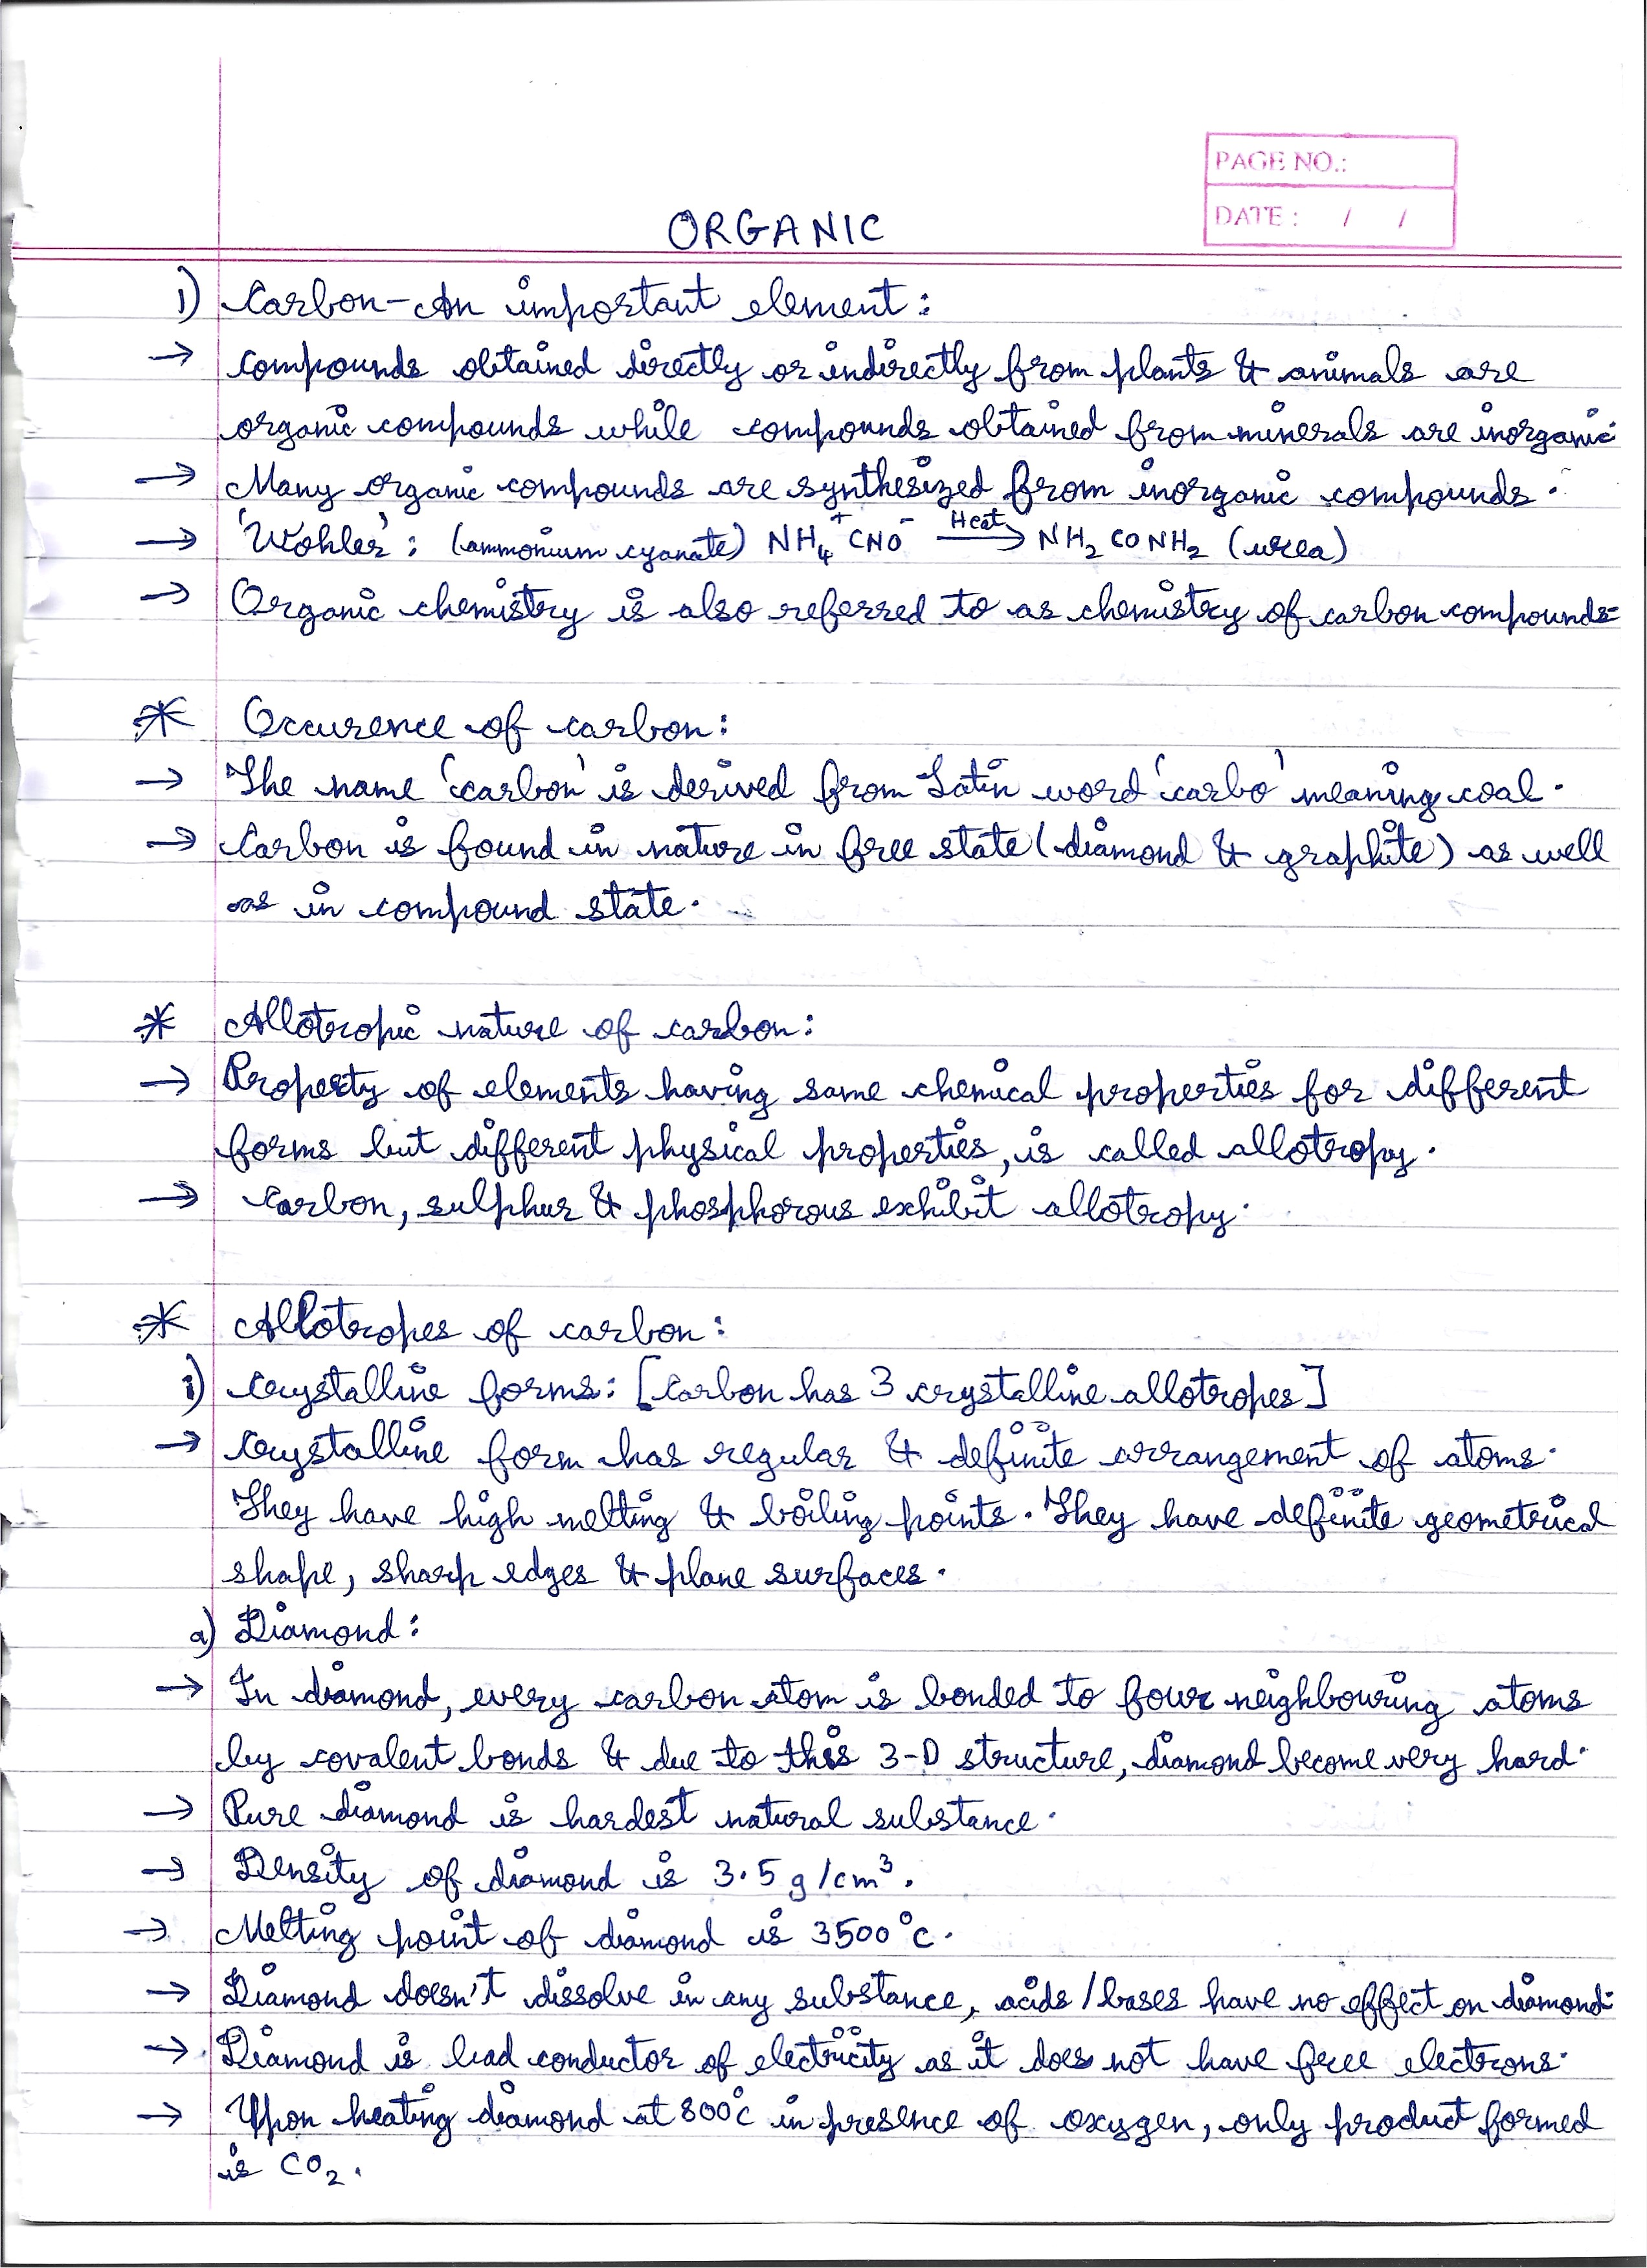 PAGE NO.:
DATE: / /
ORGANIC
1) Carbon-An important element:
→ Compounds obtained directly or indirectly from plants & animals are
organic compounds while compounds obtained from minerals are inorganic
→ Many organic compounds are synthesized from inorganic compounds.
→ 'Wohler': (ammonium cyanate) NH₄⁺CNO⁻ —Heat→ NH₂CONH₂ (urea)
→ Organic chemistry is also referred to as chemistry of carbon compounds.
* Occurence of carbon:
→ The name 'carbon' is derived from Latin word 'carbo' meaning coal.
→ Carbon is found in nature in free state (diamond & graphite) as well
as in compound state.
* Allotropic nature of carbon:
→ Property of elements having same chemical properties for different
forms but different physical properties, is called allotropy.
→ Carbon, sulphur & phosphorous exhibit allotropy.
* Allotropes of carbon:
i) Crystalline forms: [Carbon has 3 crystalline allotropes]
→ Crystalline form has regular & definite arrangement of atoms.
They have high melting & boiling points. They have definite geometrical
shape, sharp edges & plane surfaces.
a) Diamond:
→ In diamond, every carbon atom is bonded to four neighbouring atoms
by covalent bonds & due to this 3-D structure, diamond become very hard.
→ Pure diamond is hardest natural substance.
→ Density of diamond is 3.5 g/cm³.
→ Melting point of diamond is 3500°c.
→ Diamond doesn't dissolve in any substance, acids/bases have no effect on diamond.
→ Diamond is bad conductor of electricity as it does not have free electrons.
→ Upon heating diamond at 800°c in presence of oxygen, only product formed
is CO₂.